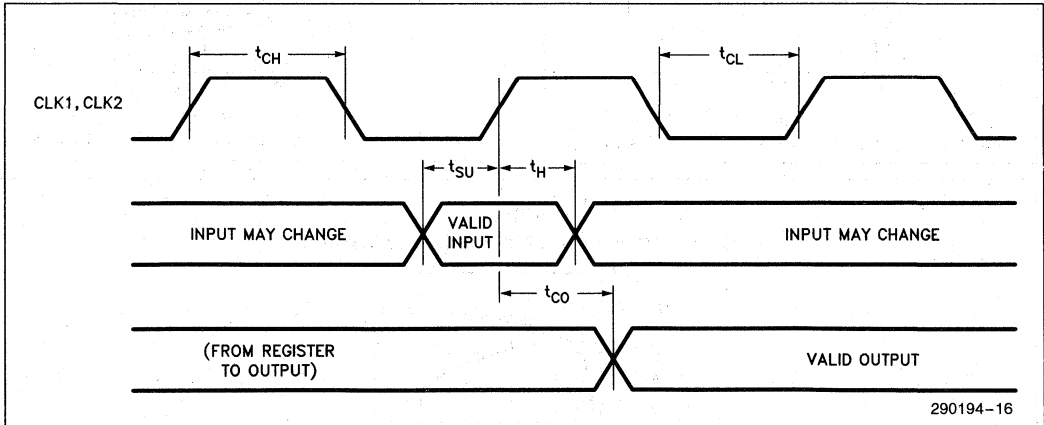 tCH
tCL
CLK1, CLK2
tSU
tH
INPUT MAY CHANGE
VALID
INPUT
INPUT MAY CHANGE
tCO
(FROM REGISTER
TO OUTPUT)
VALID OUTPUT
290194-16